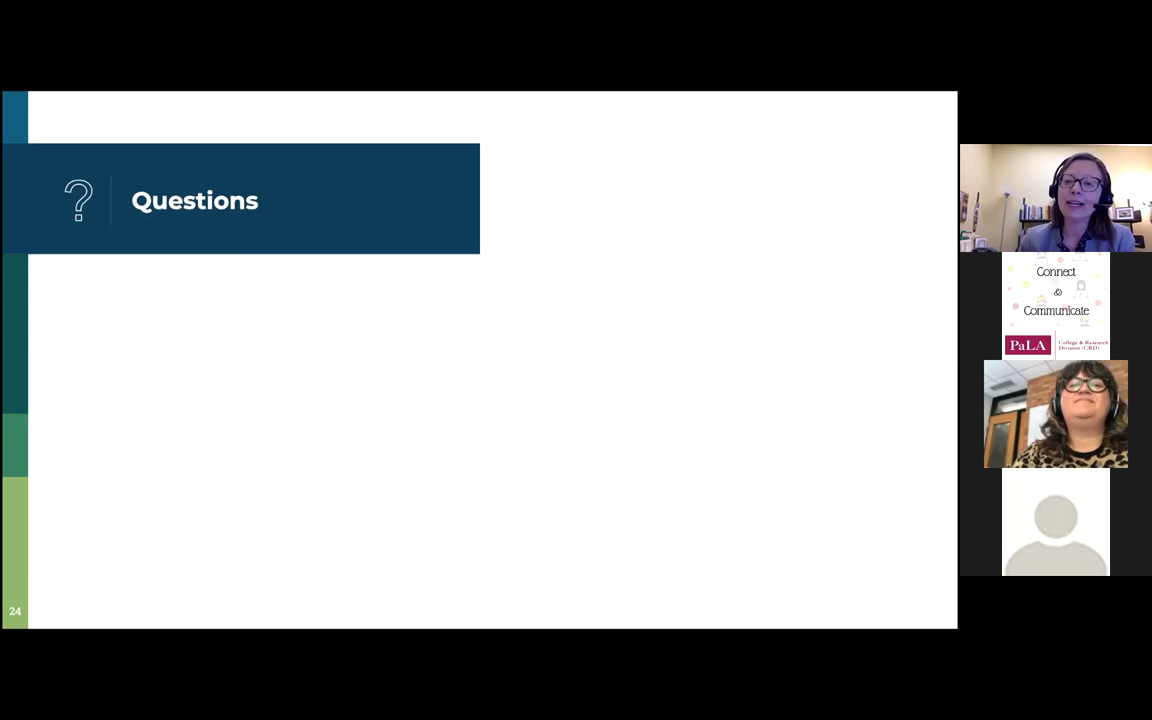 Questions
24
Connect
&
Communicate
PaLA
College & Research
Division (CRD)